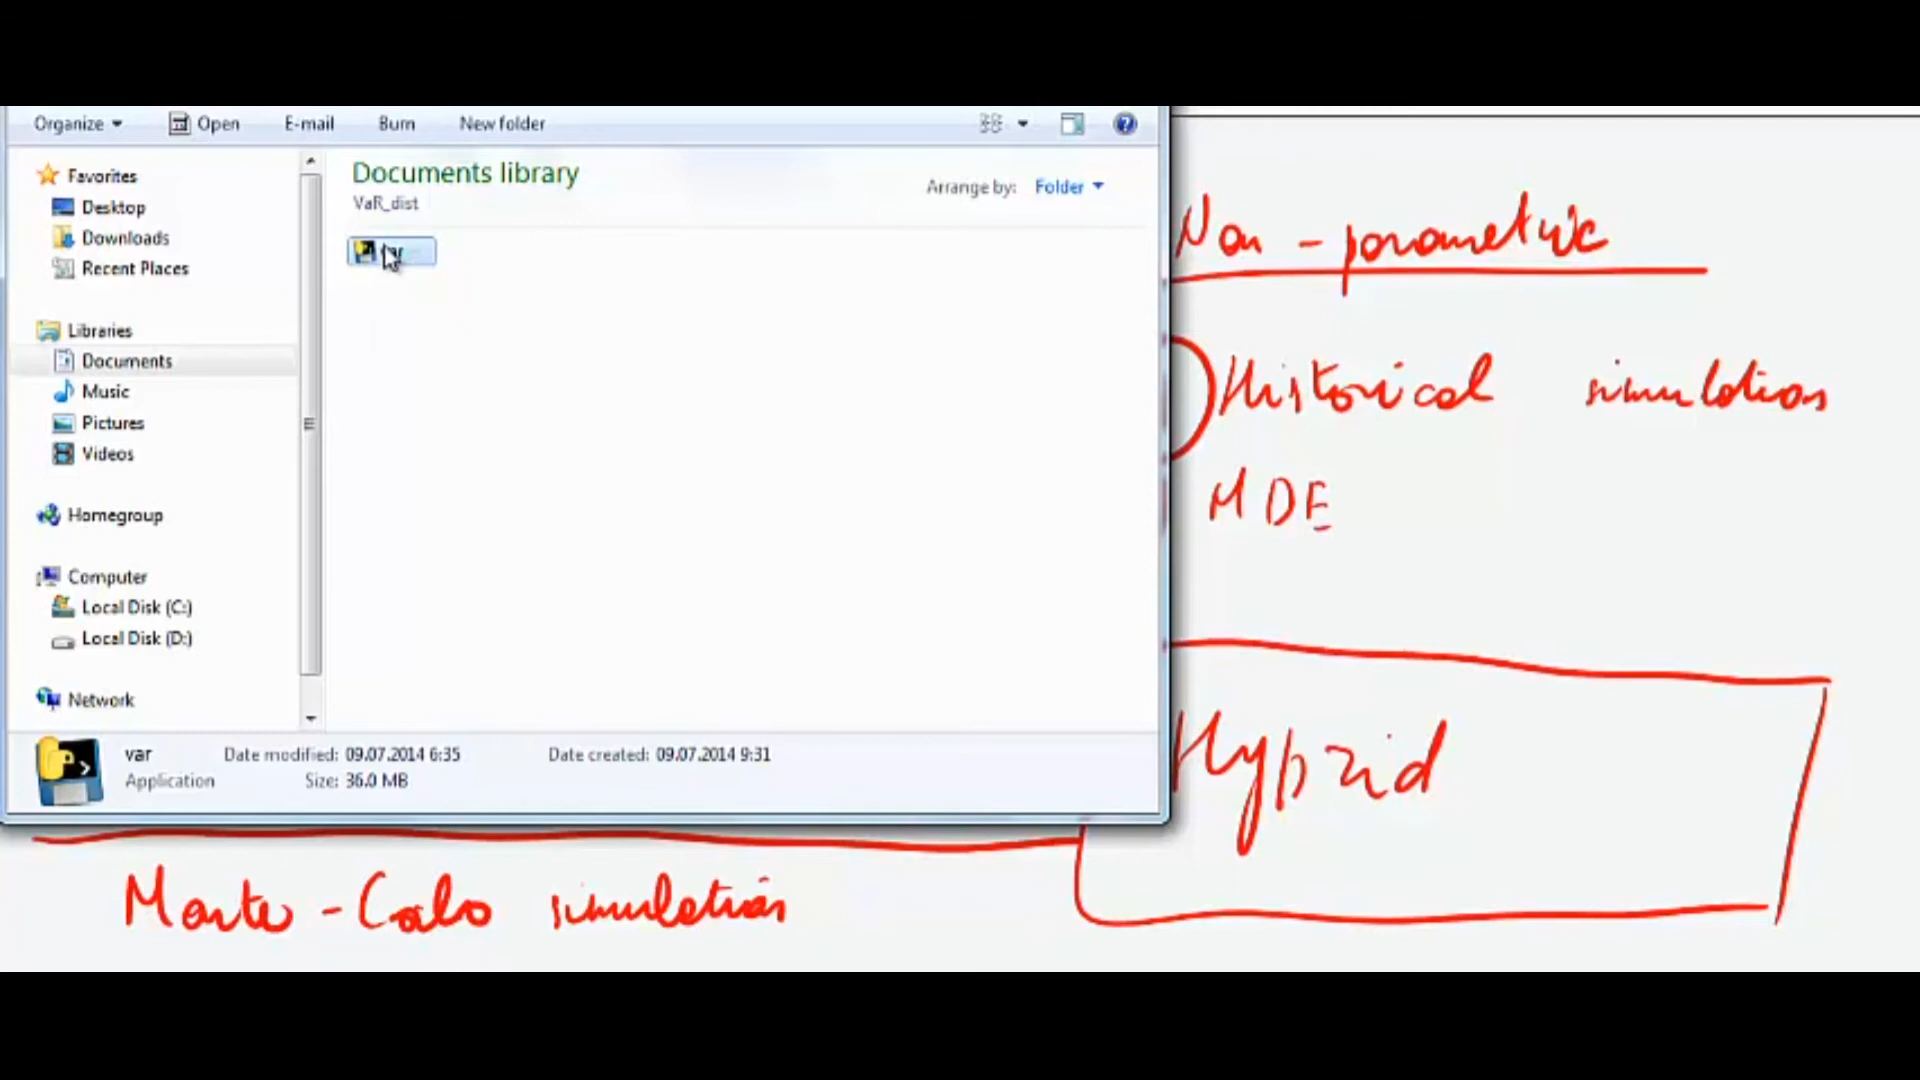 Organize Open E-mail Burn New folder
Documents library
VaR_dist
Arrange by: Folder
Favorites
Desktop
Downloads
Recent Places
Libraries
Documents
Music
Pictures
Videos
Homegroup
Computer
Local Disk (C:)
Local Disk (D:)
Network
var Date modified: 09.07.2014 6:35 Date created: 09.07.2014 9:31
Application Size: 36.0 MB
Non-parametric
Historical simulation
MDE
Hybrid
Monte-Carlo simulation